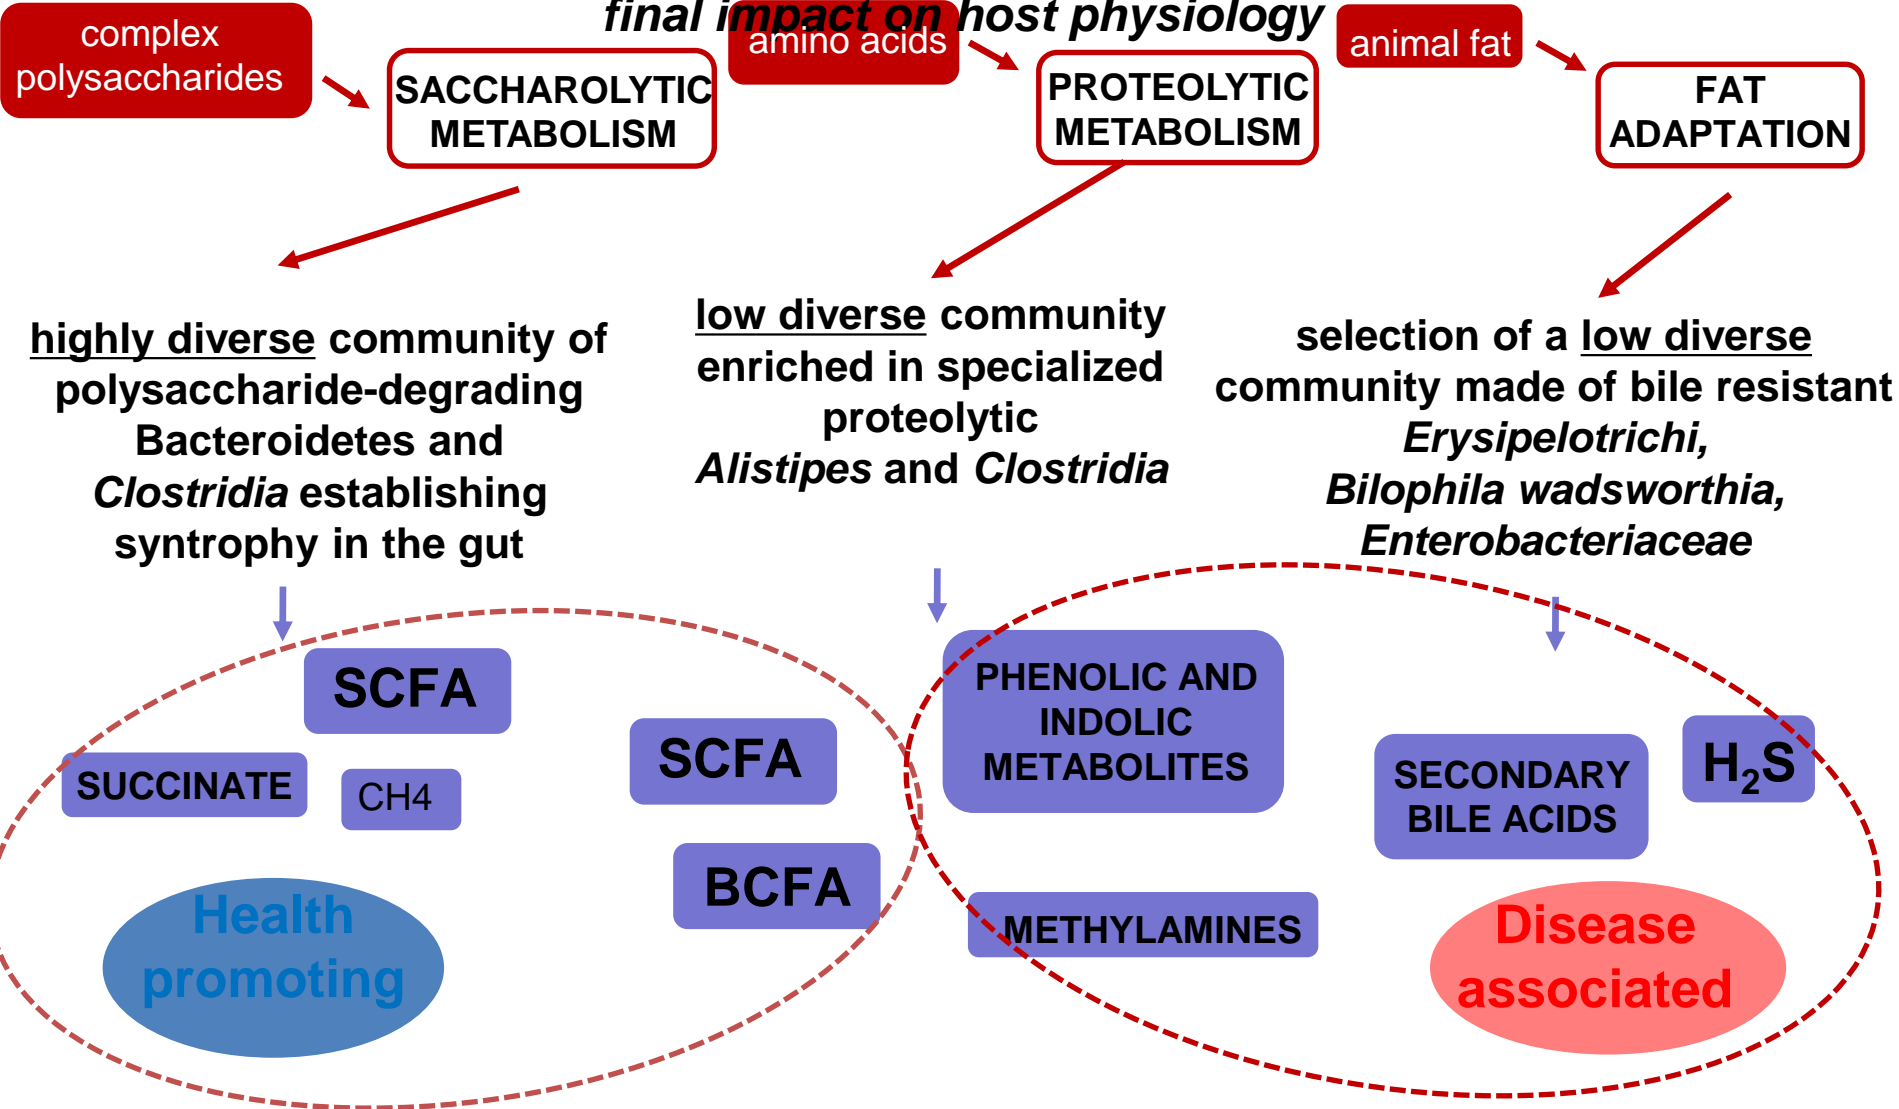 final impact on host physiology
complex
polysaccharides
SACCHAROLYTIC
METABOLISM
amino acids
PROTEOLYTIC
METABOLISM
animal fat
FAT
ADAPTATION
highly diverse community of
polysaccharide-degrading
Bacteroidetes and
Clostridia establishing
syntrophy in the gut
low diverse community
enriched in specialized
proteolytic
Alistipes and Clostridia
selection of a low diverse
community made of bile resistant
Erysipelotrichi,
Bilophila wadsworthia,
Enterobacteriaceae
SCFA
SUCCINATE
CH4
SCFA
BCFA
Health
promoting
PHENOLIC AND
INDOLIC
METABOLITES
METHYLAMINES
SECONDARY
BILE ACIDS
H₂S
Disease
associated